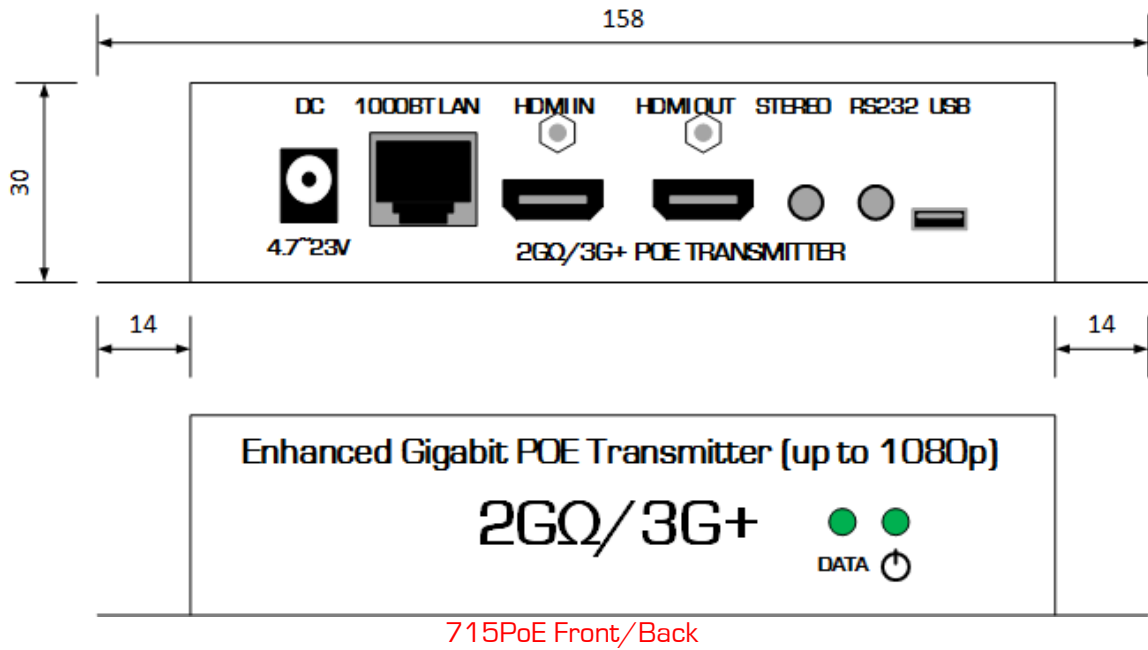 158
DC 1000BT LAN HDMI IN HDMI OUT STEREO RS232 USB
30
4.7~23V 2GΩ/3G+ POE TRANSMITTER
14 14
Enhanced Gigabit POE Transmitter (up to 1080p)
2GΩ/3G+
DATA
715PoE Front/Back